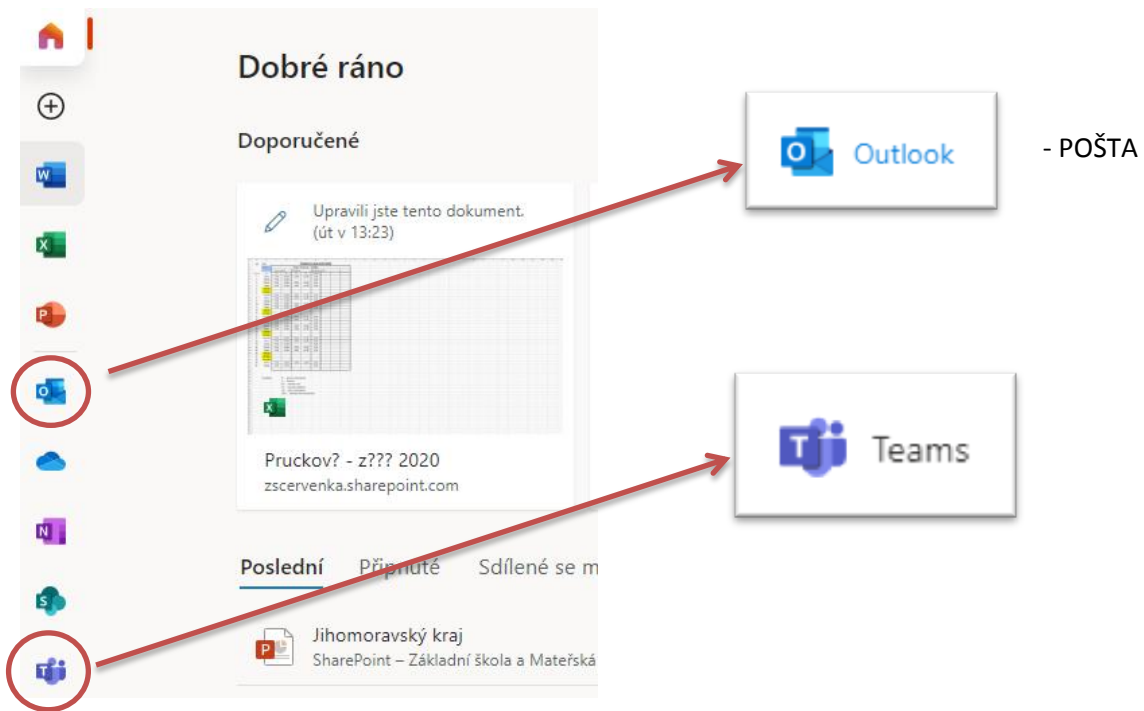 Dobré ráno
Doporučené
Upravili jste tento dokument.
(út v 13:23)
Pruckov? - z??? 2020
zscervenka.sharepoint.com
Poslední Připnuté Sdílené se m
Jihomoravský kraj
SharePoint – Základní škola a Mateřská
Outlook
- POŠTA
Teams